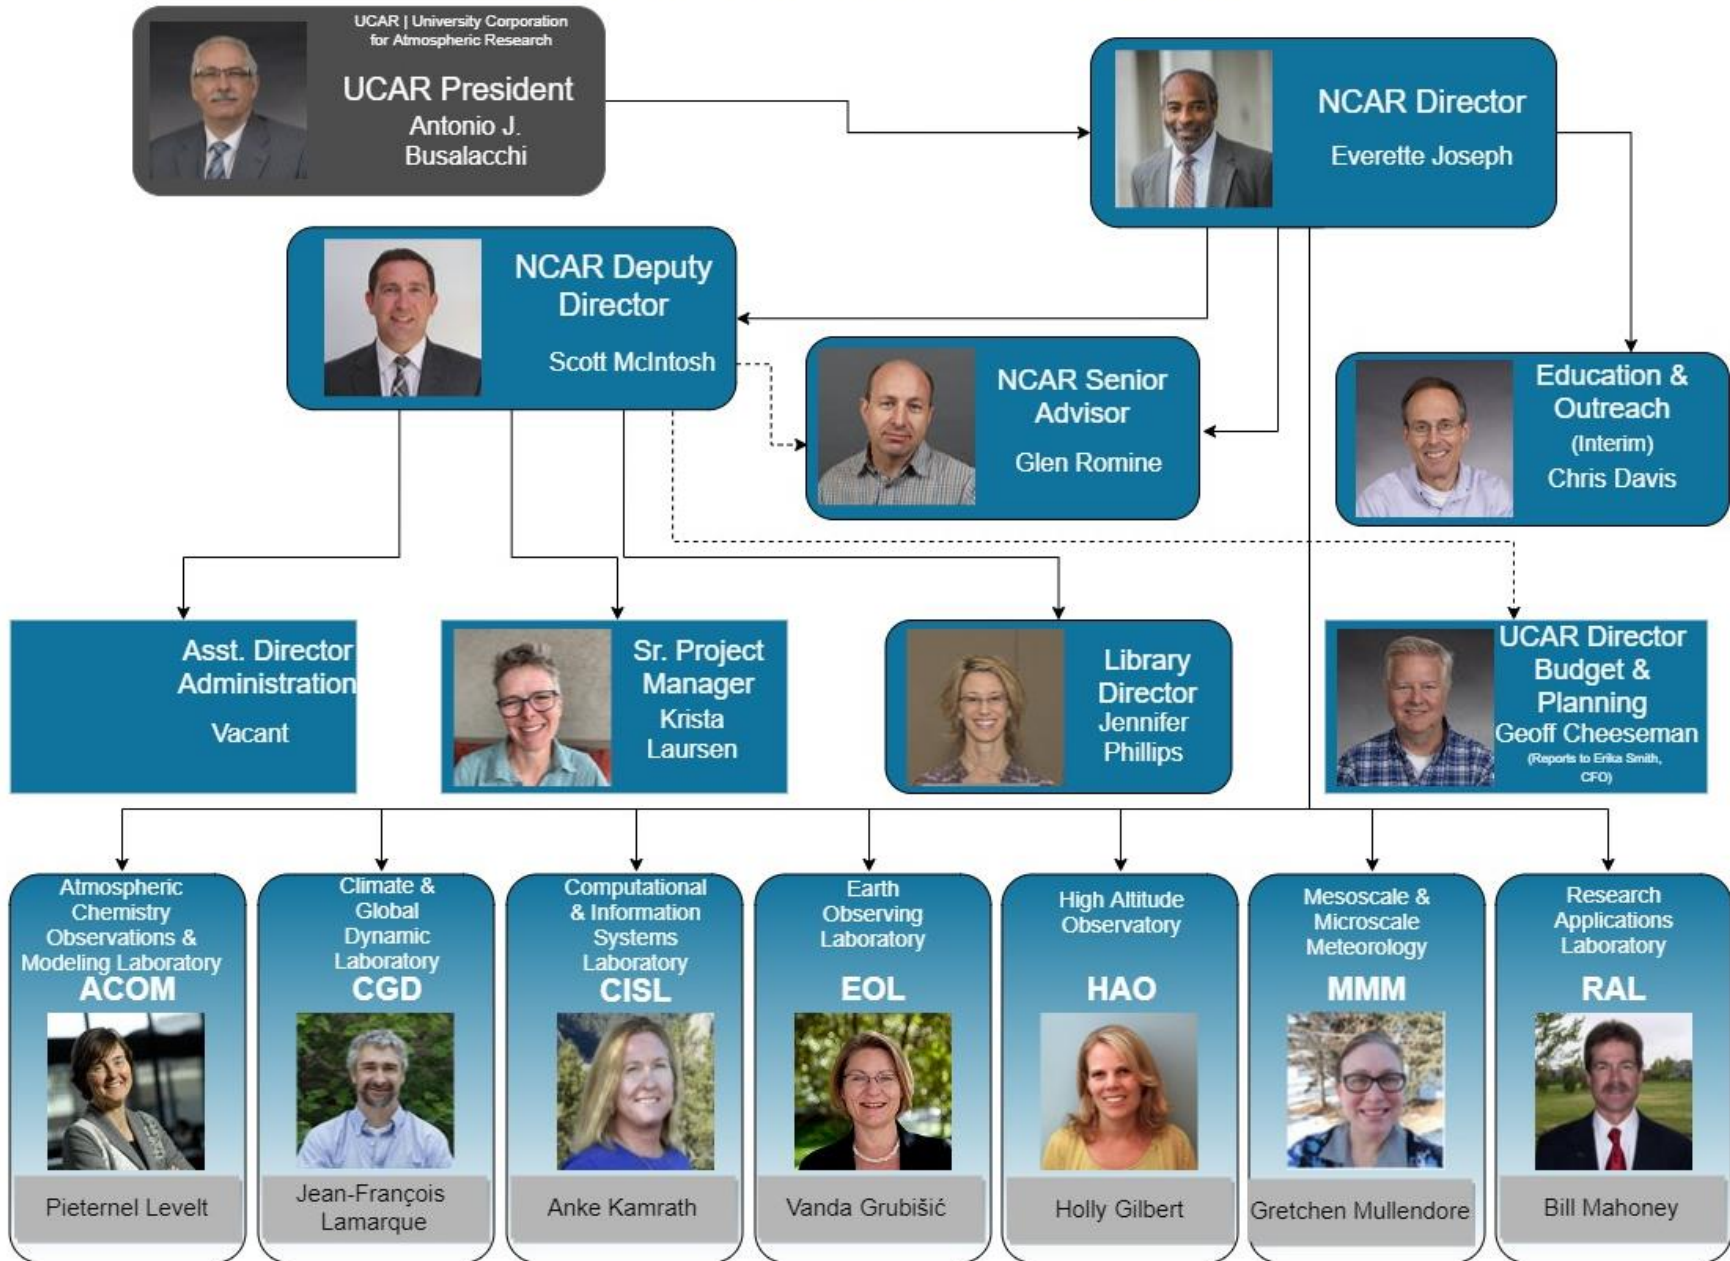 UCAR | University Corporation
for Atmospheric Research
UCAR President
Antonio J.
Busalacchi
NCAR Director
Everette Joseph
NCAR Deputy
Director
Scott McIntosh
NCAR Senior
Advisor
Glen Romine
Education &
Outreach
(Interim)
Chris Davis
Asst. Director
Administration
Vacant
Sr. Project
Manager
Krista
Laursen
Library
Director
Jennifer
Phillips
UCAR Director
Budget &
Planning
Geoff Cheeseman
(Reports to Erika Smith,
CFO)
Atmospheric
Chemistry
Observations &
Modeling Laboratory
ACOM
Pieternel Levelt
Climate &
Global
Dynamic
Laboratory
CGD
Jean-François
Lamarque
Computational
& Information
Systems
Laboratory
CISL
Anke Kamrath
Earth
Observing
Laboratory
EOL
Vanda Grubišić
High Altitude
Observatory
HAO
Holly Gilbert
Mesoscale &
Microscale
Meteorology
MMM
Gretchen Mullendore
Research
Applications
Laboratory
RAL
Bill Mahoney